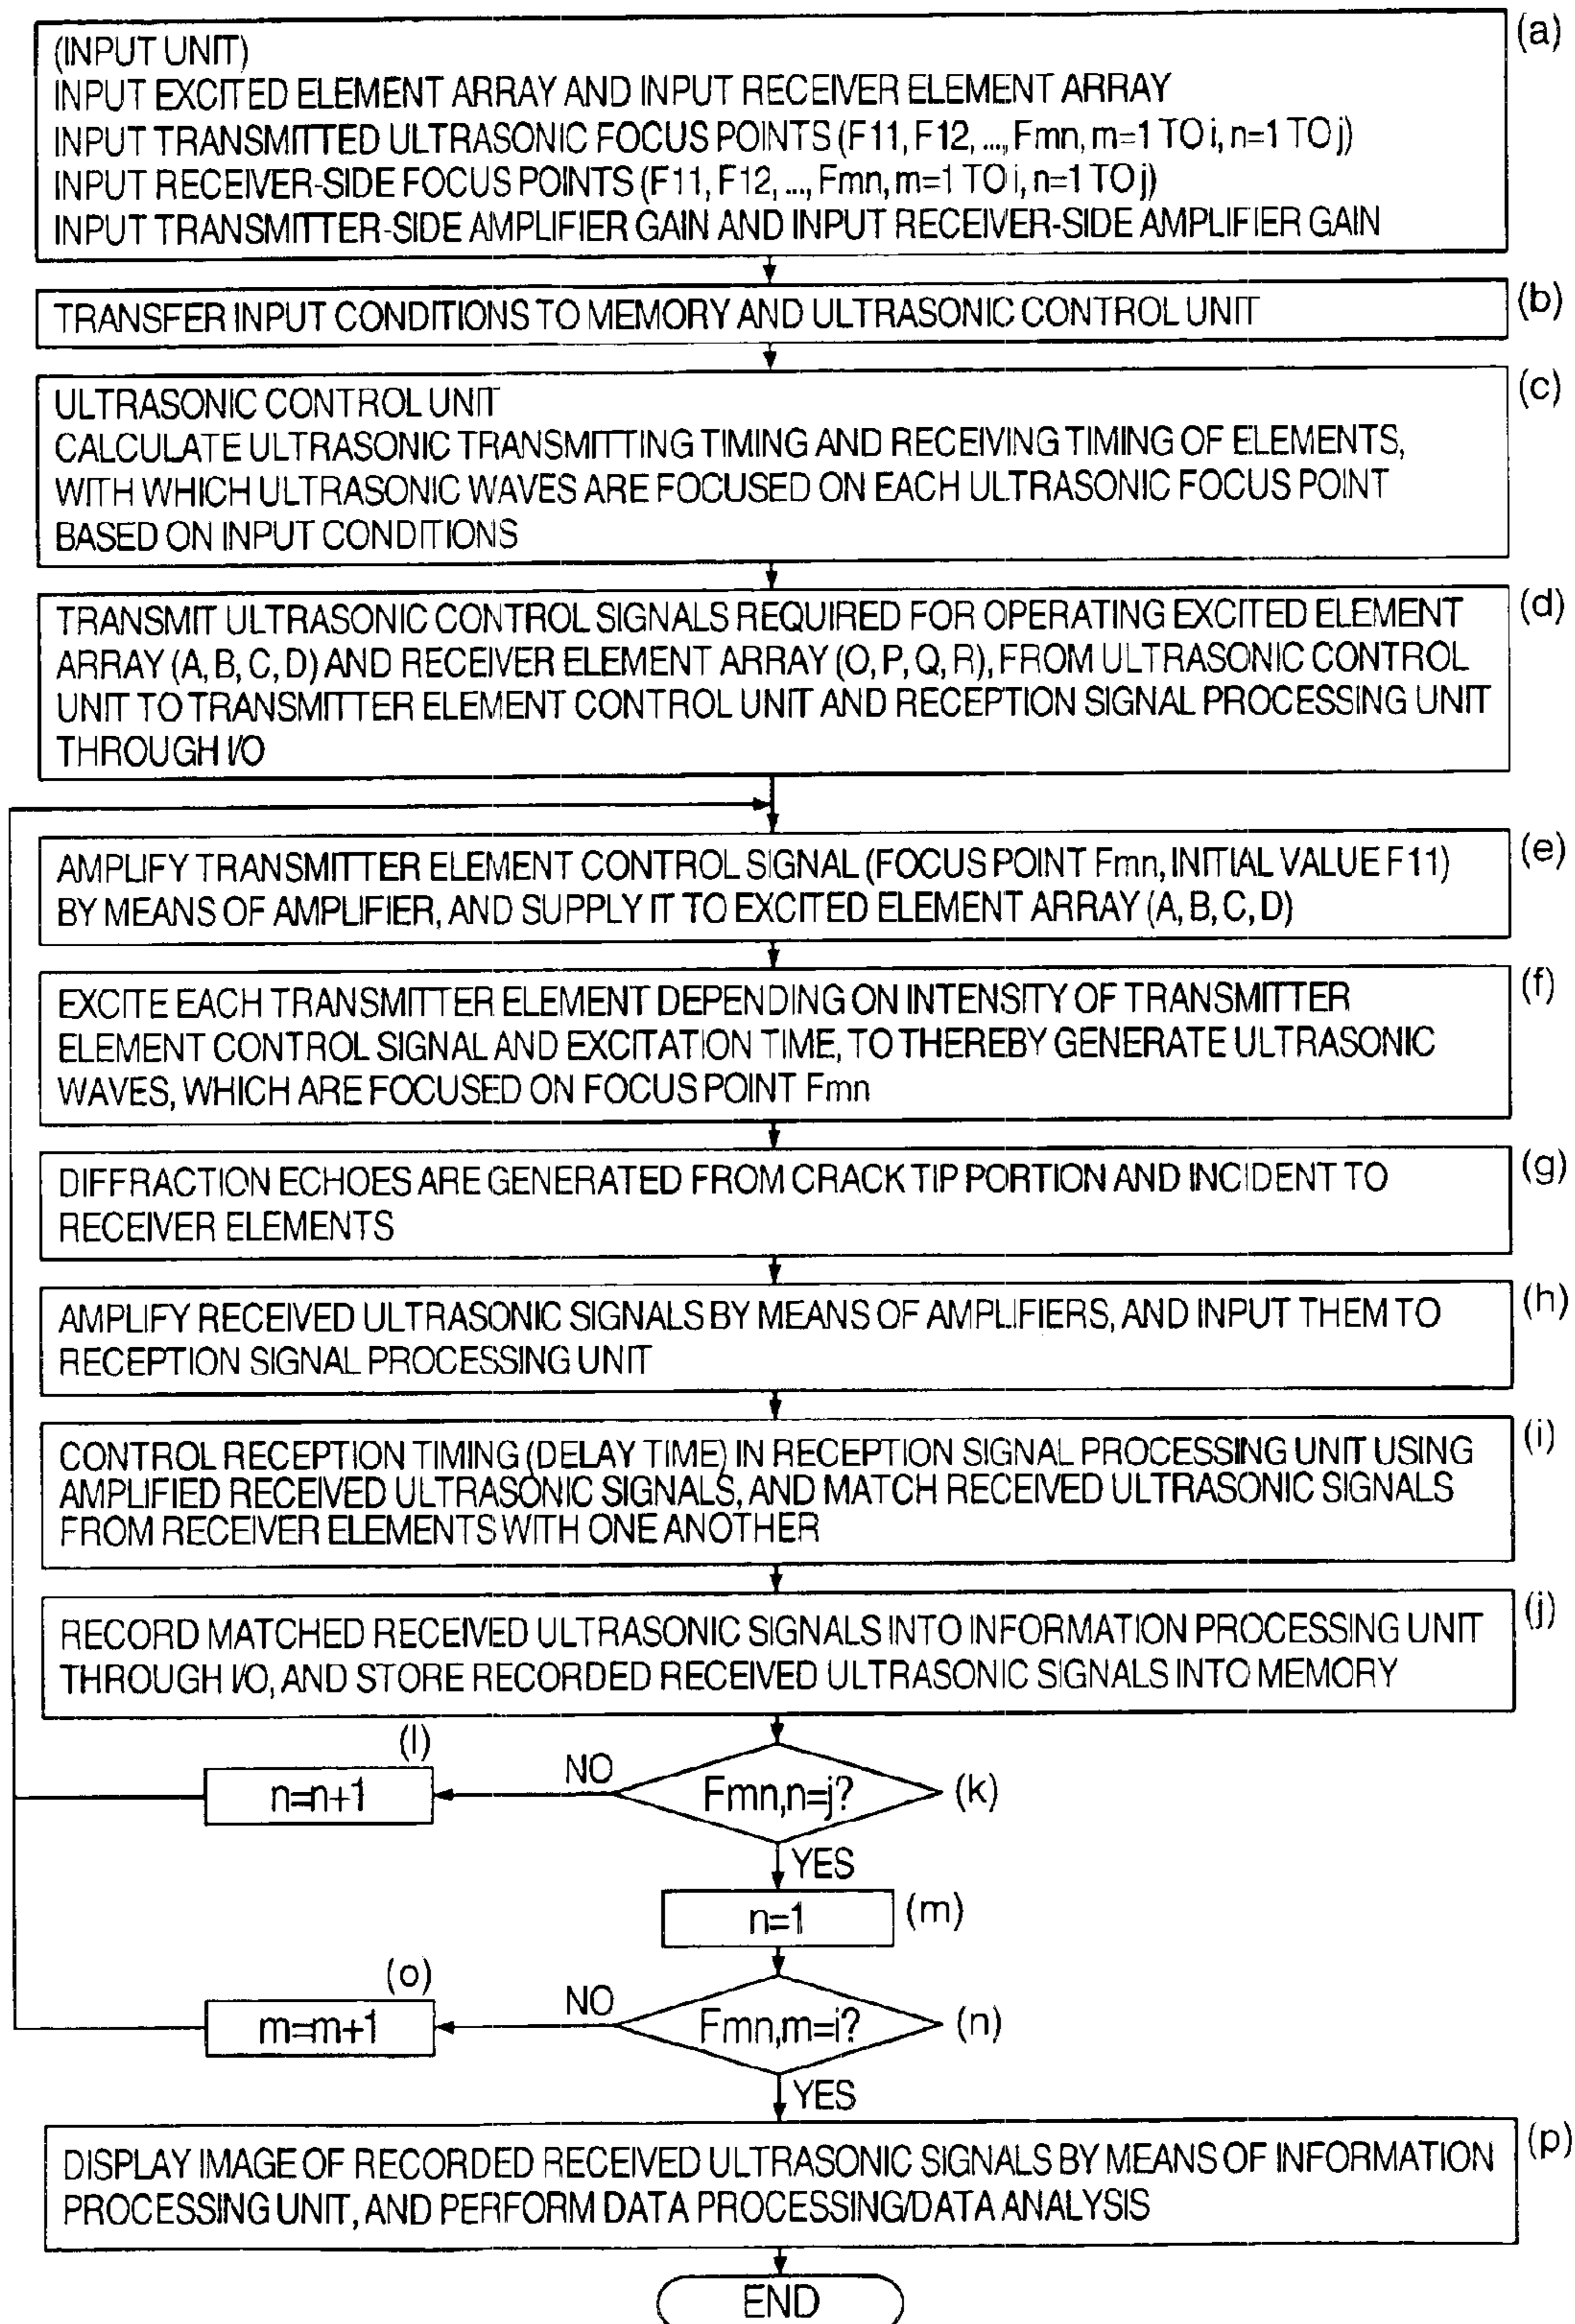 (a)
(INPUT UNIT)
INPUT EXCITED ELEMENT ARRAY AND INPUT RECEIVER ELEMENT ARRAY
INPUT TRANSMITTED ULTRASONIC FOCUS POINTS (F11, F12, ..., Fmn, m=1 TO i, n=1 TO j)
INPUT RECEIVER-SIDE FOCUS POINTS (F11, F12, ..., Fmn, m=1 TO i, n=1 TO j)
INPUT TRANSMITTER-SIDE AMPLIFIER GAIN AND INPUT RECEIVER-SIDE AMPLIFIER GAIN
(b)
TRANSFER INPUT CONDITIONS TO MEMORY AND ULTRASONIC CONTROL UNIT
(c)
ULTRASONIC CONTROL UNIT
CALCULATE ULTRASONIC TRANSMITTING TIMING AND RECEIVING TIMING OF ELEMENTS,
WITH WHICH ULTRASONIC WAVES ARE FOCUSED ON EACH ULTRASONIC FOCUS POINT
BASED ON INPUT CONDITIONS
(d)
TRANSMIT ULTRASONIC CONTROL SIGNALS REQUIRED FOR OPERATING EXCITED ELEMENT
ARRAY (A, B, C, D) AND RECEIVER ELEMENT ARRAY (O, P, Q, R), FROM ULTRASONIC CONTROL
UNIT TO TRANSMITTER ELEMENT CONTROL UNIT AND RECEPTION SIGNAL PROCESSING UNIT
THROUGH I/O
(e)
AMPLIFY TRANSMITTER ELEMENT CONTROL SIGNAL (FOCUS POINT Fmn, INITIAL VALUE F11)
BY MEANS OF AMPLIFIER, AND SUPPLY IT TO EXCITED ELEMENT ARRAY (A, B, C, D)
(f)
EXCITE EACH TRANSMITTER ELEMENT DEPENDING ON INTENSITY OF TRANSMITTER
ELEMENT CONTROL SIGNAL AND EXCITATION TIME, TO THEREBY GENERATE ULTRASONIC
WAVES, WHICH ARE FOCUSED ON FOCUS POINT Fmn
(g)
DIFFRACTION ECHOES ARE GENERATED FROM CRACK TIP PORTION AND INCIDENT TO
RECEIVER ELEMENTS
(h)
AMPLIFY RECEIVED ULTRASONIC SIGNALS BY MEANS OF AMPLIFIERS, AND INPUT THEM TO
RECEPTION SIGNAL PROCESSING UNIT
(i)
CONTROL RECEPTION TIMING (DELAY TIME) IN RECEPTION SIGNAL PROCESSING UNIT USING
AMPLIFIED RECEIVED ULTRASONIC SIGNALS, AND MATCH RECEIVED ULTRASONIC SIGNALS
FROM RECEIVER ELEMENTS WITH ONE ANOTHER
(j)
RECORD MATCHED RECEIVED ULTRASONIC SIGNALS INTO INFORMATION PROCESSING UNIT
THROUGH I/O, AND STORE RECORDED RECEIVED ULTRASONIC SIGNALS INTO MEMORY
(l)
n=n+1
NO
Fmn,n=j?
(k)
YES
n=1
(m)
(o)
m=m+1
NO
Fmn,m=i?
(n)
YES
(p)
DISPLAY IMAGE OF RECORDED RECEIVED ULTRASONIC SIGNALS BY MEANS OF INFORMATION
PROCESSING UNIT, AND PERFORM DATA PROCESSING/DATA ANALYSIS
END